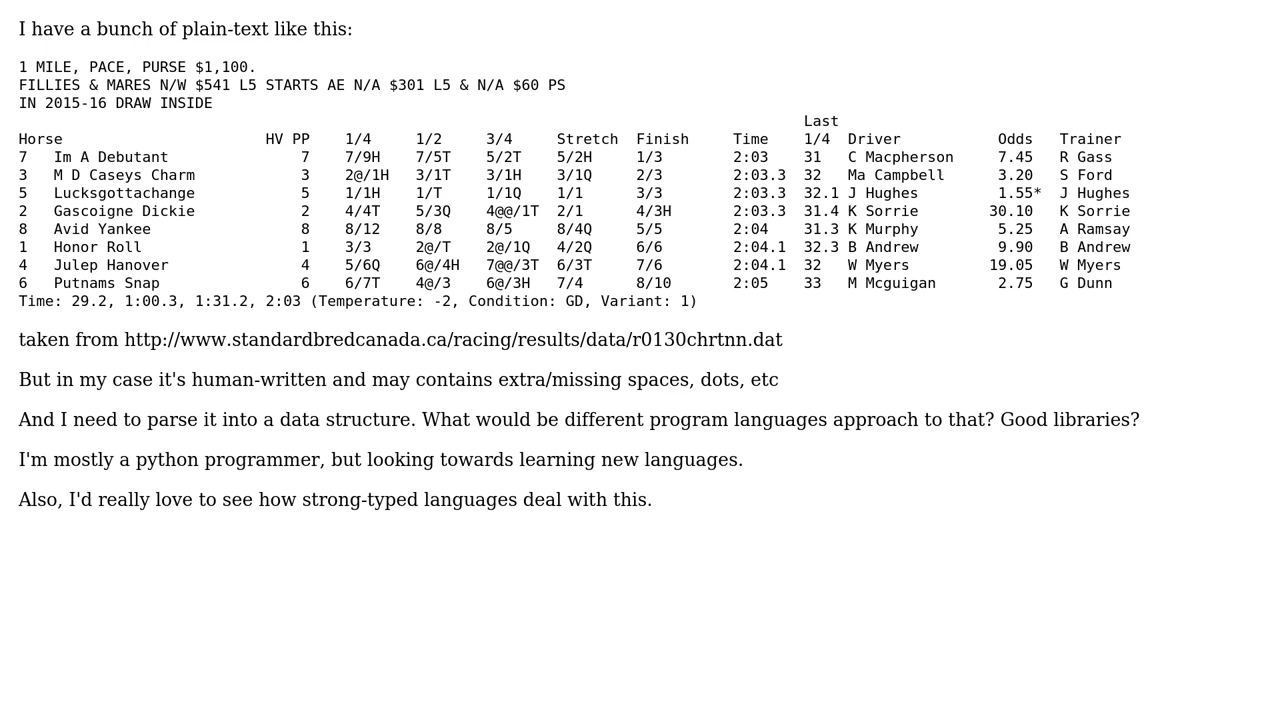 I have a bunch of plain-text like this:
1 MILE, PACE, PURSE $1,100.
FILLIES & MARES N/W $541 L5 STARTS AE N/A $301 L5 & N/A $60 PS
IN 2015-16 DRAW INSIDE
                                                                                         Last
Horse                       HV PP    1/4     1/2     3/4     Stretch  Finish     Time    1/4  Driver           Odds   Trainer
7   Im A Debutant               7    7/9H    7/5T    5/2T    5/2H     1/3        2:03    31   C Macpherson     7.45   R Gass
3   M D Caseys Charm            3    2@/1H   3/1T    3/1H    3/1Q     2/3        2:03.3  32   Ma Campbell      3.20   S Ford
5   Lucksgottachange            5    1/1H    1/T     1/1Q    1/1      3/3        2:03.3  32.1 J Hughes         1.55*  J Hughes
2   Gascoigne Dickie            2    4/4T    5/3Q    4@@/1T  2/1      4/3H       2:03.3  31.4 K Sorrie        30.10   K Sorrie
8   Avid Yankee                 8    8/12    8/8     8/5     8/4Q     5/5        2:04    31.3 K Murphy         5.25   A Ramsay
1   Honor Roll                  1    3/3     2@/T    2@/1Q   4/2Q     6/6        2:04.1  32.3 B Andrew         9.90   B Andrew
4   Julep Hanover               4    5/6Q    6@/4H   7@@/3T  6/3T     7/6        2:04.1  32   W Myers         19.05   W Myers
6   Putnams Snap                6    6/7T    4@/3    6@/3H   7/4      8/10       2:05    33   M Mcguigan       2.75   G Dunn
Time: 29.2, 1:00.3, 1:31.2, 2:03 (Temperature: -2, Condition: GD, Variant: 1)
taken from http://www.standardbredcanada.ca/racing/results/data/r0130chrtnn.dat
But in my case it's human-written and may contains extra/missing spaces, dots, etc
And I need to parse it into a data structure. What would be different program languages approach to that? Good libraries?
I'm mostly a python programmer, but looking towards learning new languages.
Also, I'd really love to see how strong-typed languages deal with this.